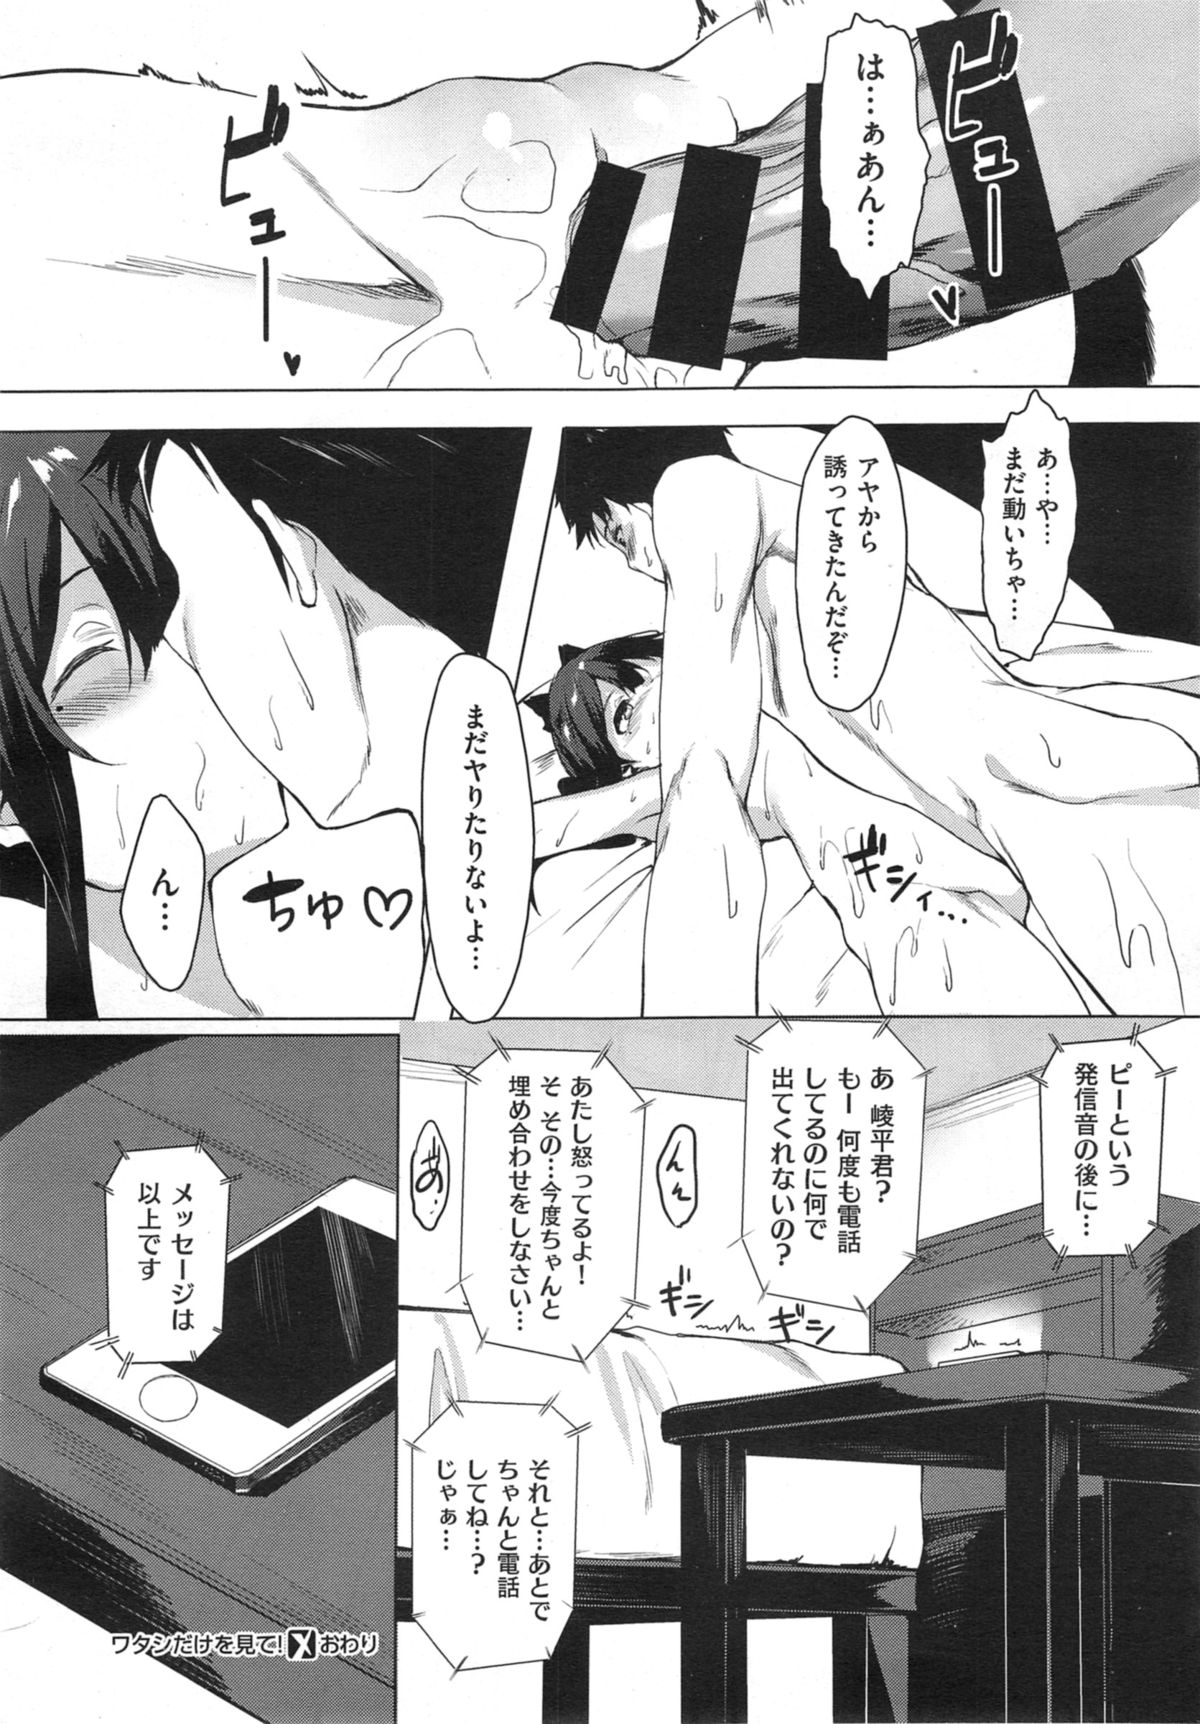 は…ぁあん…
ビュー
ビュー
あ…や…
まだ動いちゃ…
アヤから
誘ってきたんだぞ…
ギシィ…
まだヤりたりないよ…
ちゅ♡
ん…
ピーという
発信音の後に…
あ 崚平君?
もー 何度も電話
してるのに何で
出てくれないの?
んん
あたし怒ってるよ!
そ その…今度ちゃんと
埋め合わせをしなさい…
あ
ギシ
ギシ
それと…あとで
ちゃんと電話
してね…?
じゃぁ…
メッセージは
以上です
ワタシだけを見て! X おわり